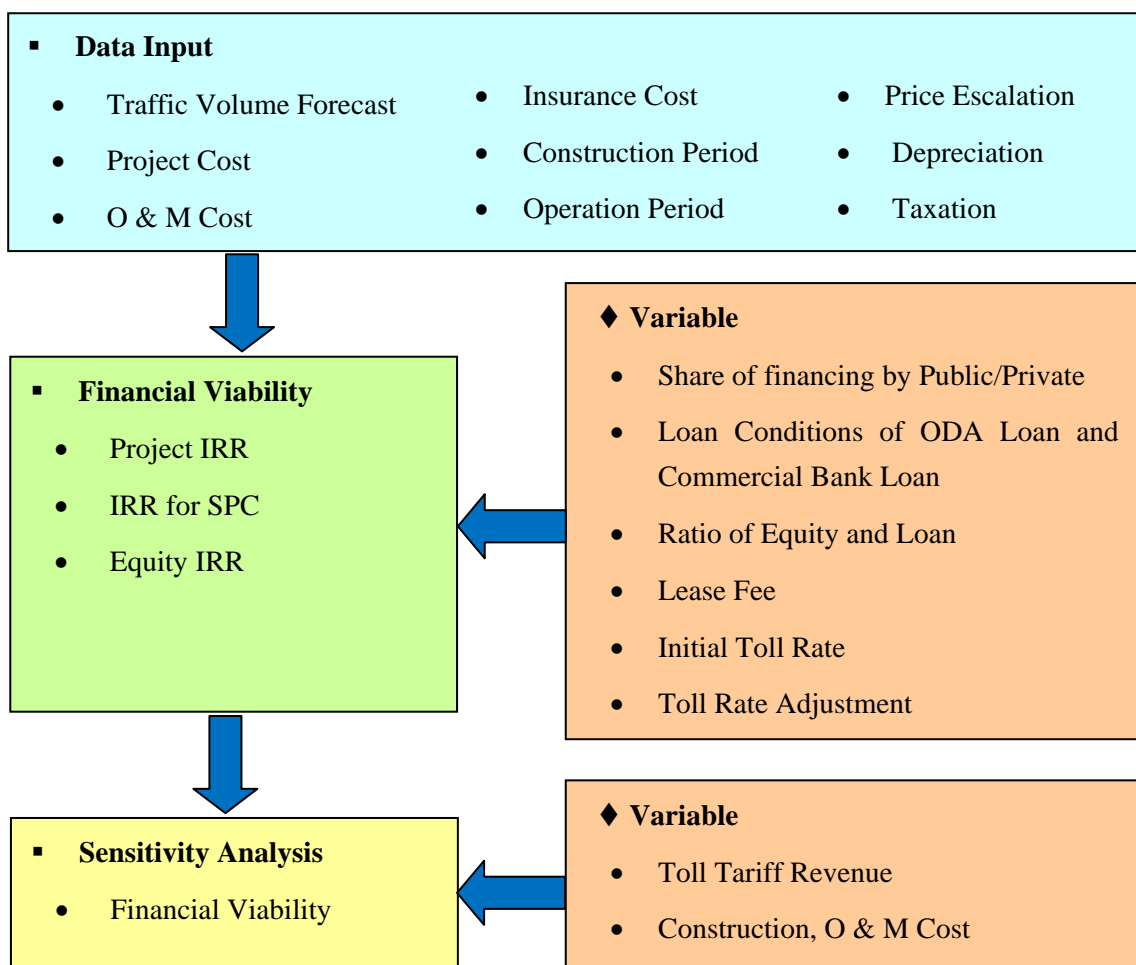 ▪ Data Input
• Traffic Volume Forecast
• Project Cost
• O & M Cost
• Insurance Cost
• Construction Period
• Operation Period
• Price Escalation
• Depreciation
• Taxation
▪ Financial Viability
• Project IRR
• IRR for SPC
• Equity IRR
♦ Variable
• Share of financing by Public/Private
• Loan Conditions of ODA Loan and
Commercial Bank Loan
• Ratio of Equity and Loan
• Lease Fee
• Initial Toll Rate
• Toll Rate Adjustment
▪ Sensitivity Analysis
• Financial Viability
♦ Variable
• Toll Tariff Revenue
• Construction, O & M Cost